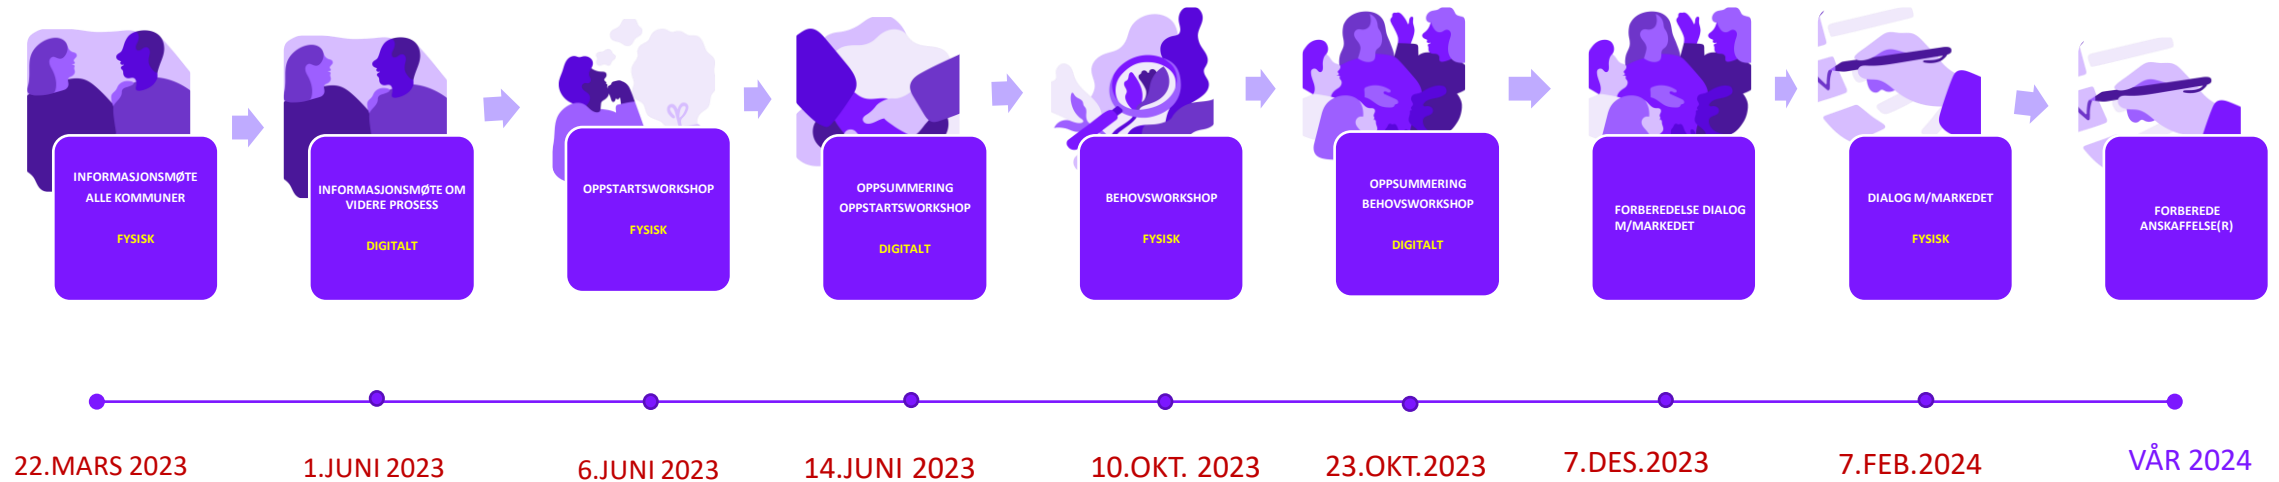 INFORMASJONSMØTE
ALLE KOMMUNER
FYSISK
INFORMASJONSMØTE OM
VIDERE PROSESS
DIGITALT
OPPSTARTSWORKSHOP
FYSISK
OPPSUMMERING
OPPSTARTSWORKSHOP
DIGITALT
BEHOVSWORKSHOP
FYSISK
OPPSUMMERING
BEHOVSWORKSHOP
DIGITALT
FORBEREDELSE DIALOG
M/MARKEDET
DIALOG M/MARKEDET
FYSISK
FORBEREDE
ANSKAFFELSE(R)
22.MARS 2023
1.JUNI 2023
6.JUNI 2023
14.JUNI 2023
10.OKT. 2023
23.OKT.2023
7.DES.2023
7.FEB.2024
VÅR 2024